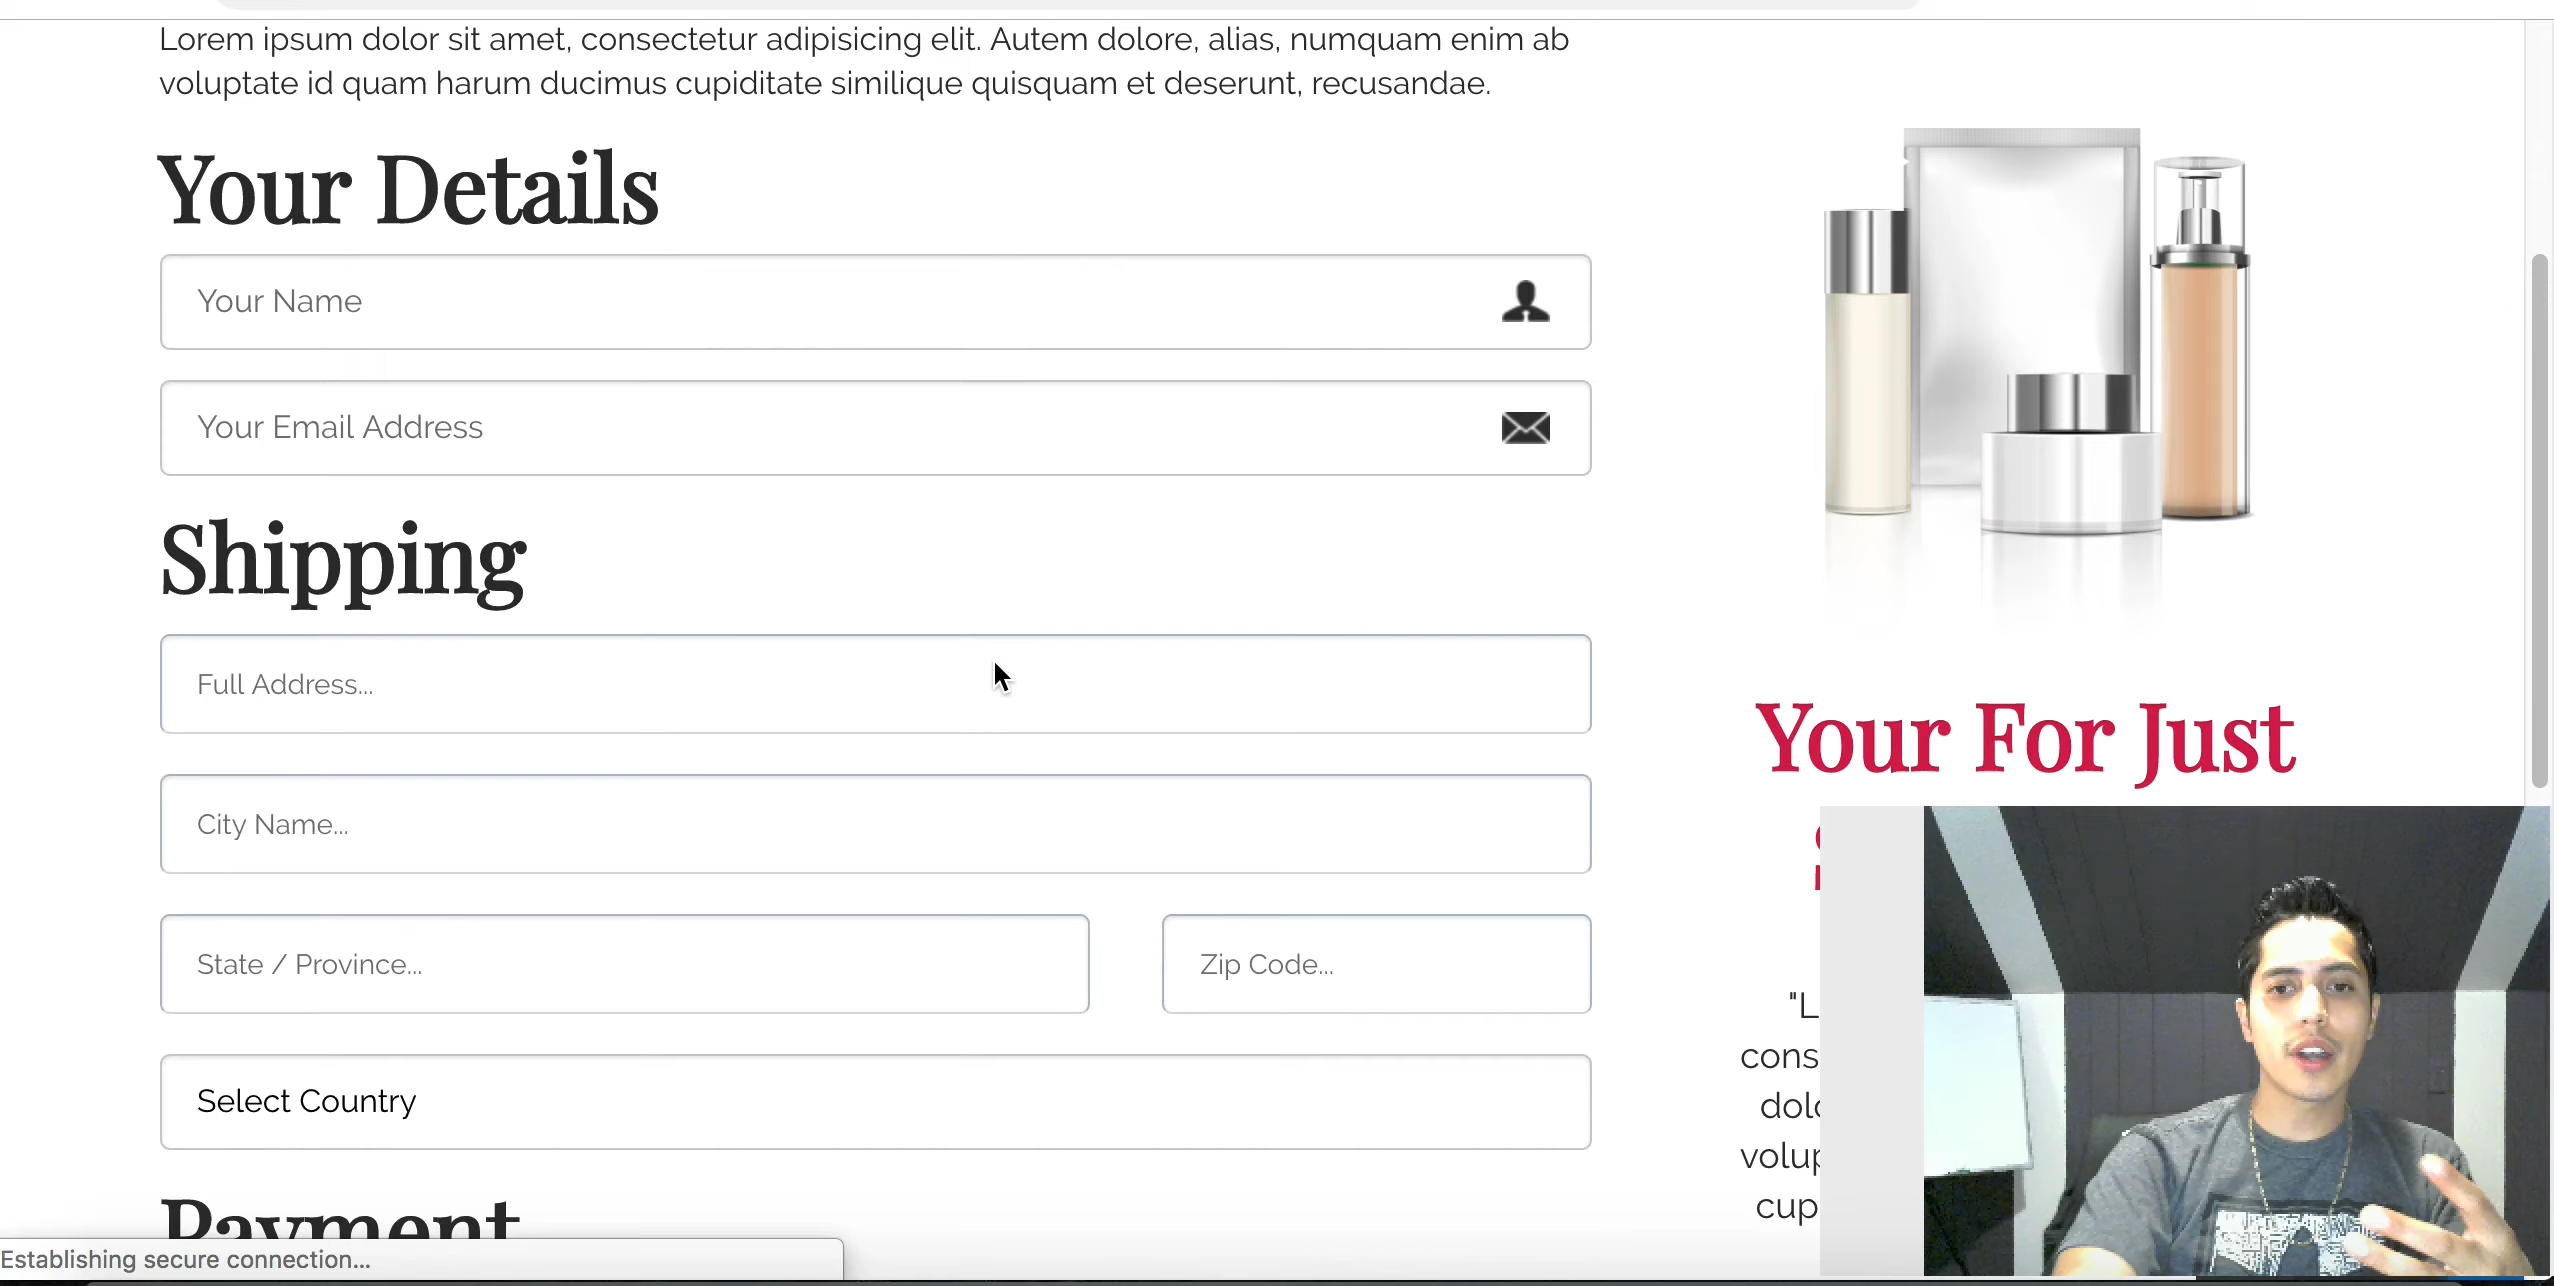 Lorem ipsum dolor sit amet, consectetur adipisicing elit. Autem dolore, alias, numquam enim ab
voluptate id quam harum ducimus cupiditate similique quisquam et deserunt, recusandae.
Your Details
Your Name
Your Email Address
Shipping
Full Address...
City Name...
State / Province...
Zip Code...
Select Country
Payment
Establishing secure connection...
Your For Just
"L
cons
dolo
volup
cup